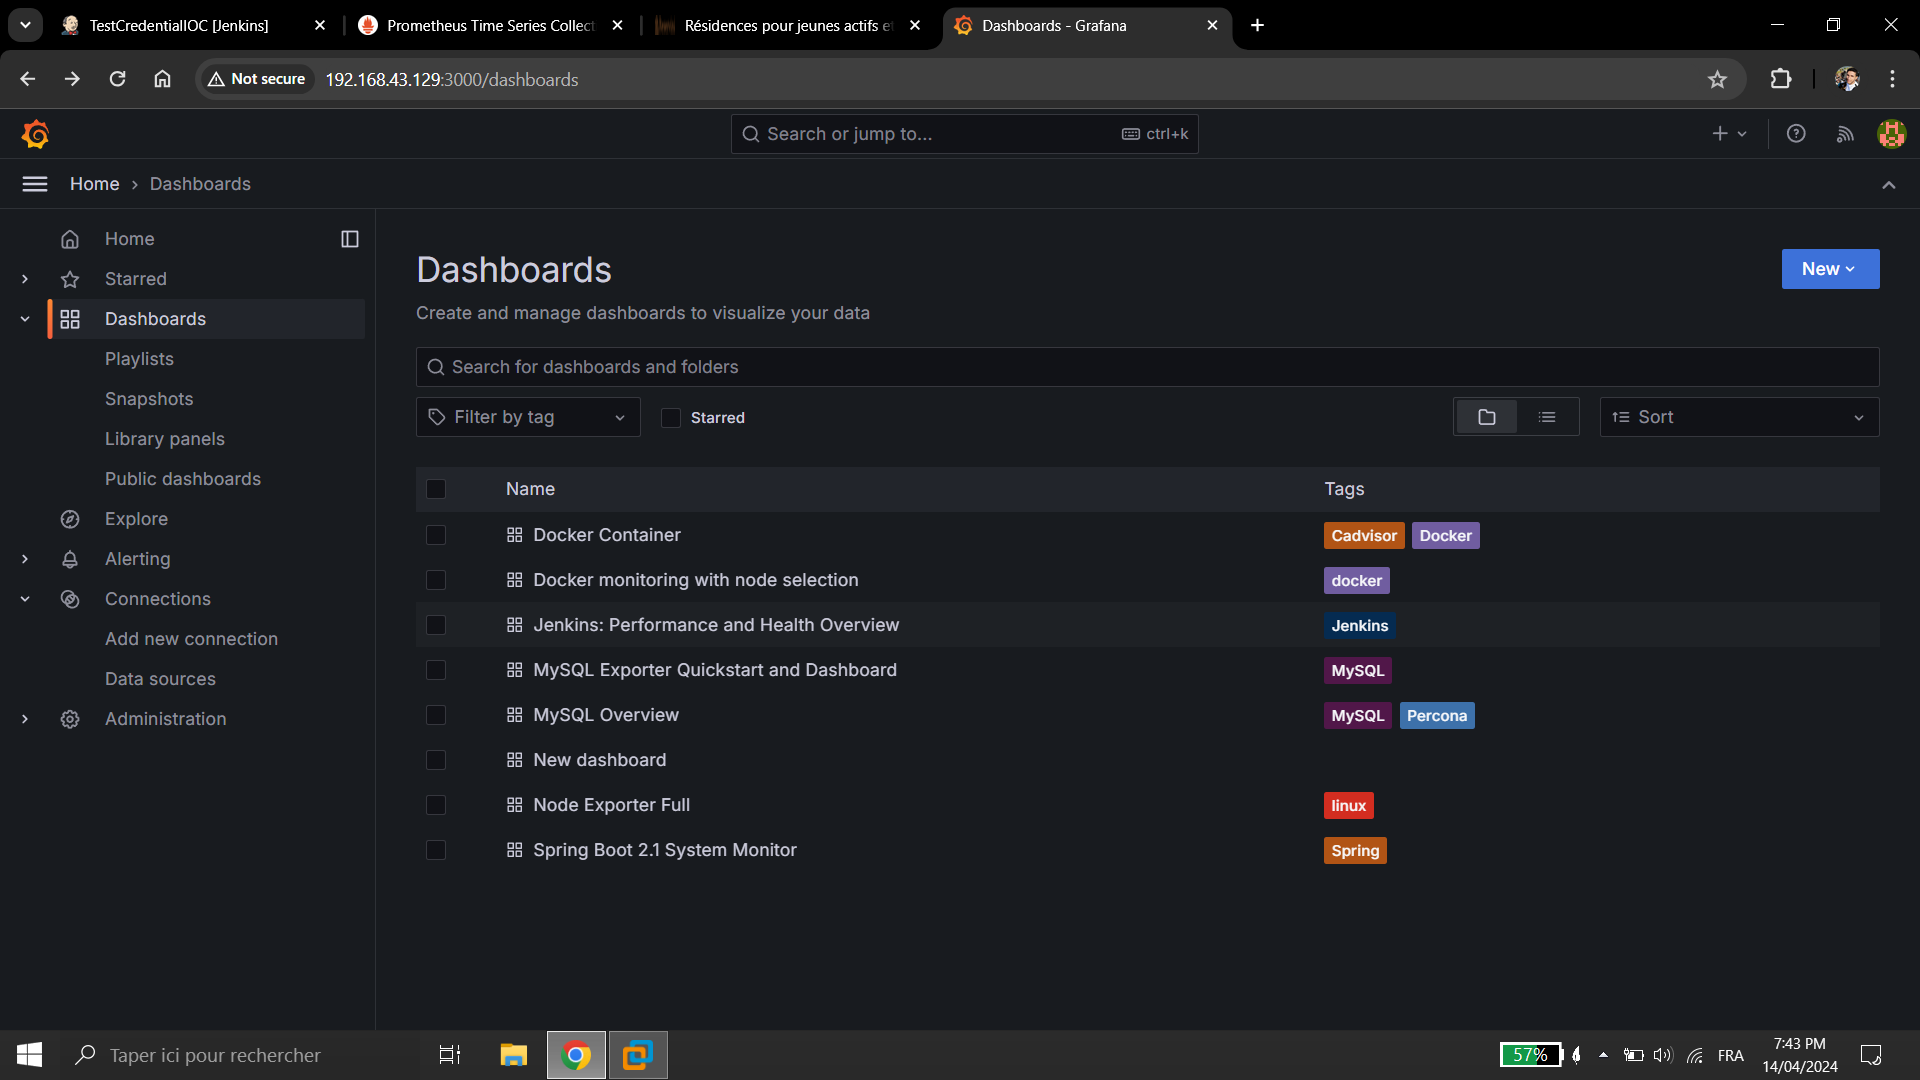 TestCredentialIOC [Jenkins]
Prometheus Time Series Collect
Résidences pour jeunes actifs et
Dashboards - Grafana
Not secure
192.168.43.129:3000/dashboards
Search or jump to...
ctrl+k
Home
Dashboards
Home
Starred
Dashboards
Playlists
Snapshots
Library panels
Public dashboards
Explore
Alerting
Connections
Add new connection
Data sources
Administration
Dashboards
New
Create and manage dashboards to visualize your data
Search for dashboards and folders
Filter by tag
Starred
Sort
Name Tags
Docker Container Cadvisor Docker
Docker monitoring with node selection docker
Jenkins: Performance and Health Overview Jenkins
MySQL Exporter Quickstart and Dashboard MySQL
MySQL Overview MySQL Percona
New dashboard
Node Exporter Full linux
Spring Boot 2.1 System Monitor Spring
Taper ici pour rechercher
57%
FRA
7:43 PM
14/04/2024